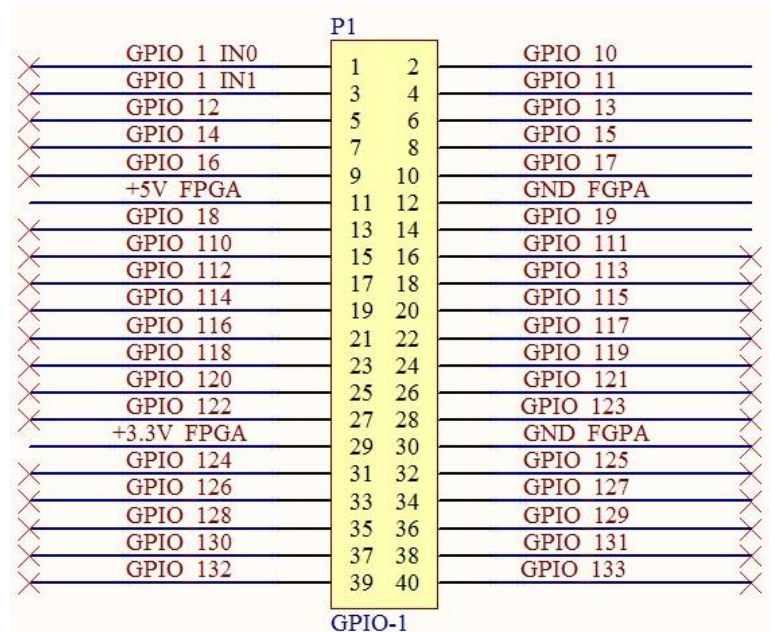 P1
GPIO 1 IN0 1 2 GPIO 10
GPIO 1 IN1 3 4 GPIO 11
GPIO 12 5 6 GPIO 13
GPIO 14 7 8 GPIO 15
GPIO 16 9 10 GPIO 17
+5V FPGA 11 12 GND FGPA
GPIO 18 13 14 GPIO 19
GPIO 110 15 16 GPIO 111
GPIO 112 17 18 GPIO 113
GPIO 114 19 20 GPIO 115
GPIO 116 21 22 GPIO 117
GPIO 118 23 24 GPIO 119
GPIO 120 25 26 GPIO 121
GPIO 122 27 28 GPIO 123
+3.3V FPGA 29 30 GND FGPA
GPIO 124 31 32 GPIO 125
GPIO 126 33 34 GPIO 127
GPIO 128 35 36 GPIO 129
GPIO 130 37 38 GPIO 131
GPIO 132 39 40 GPIO 133
GPIO-1